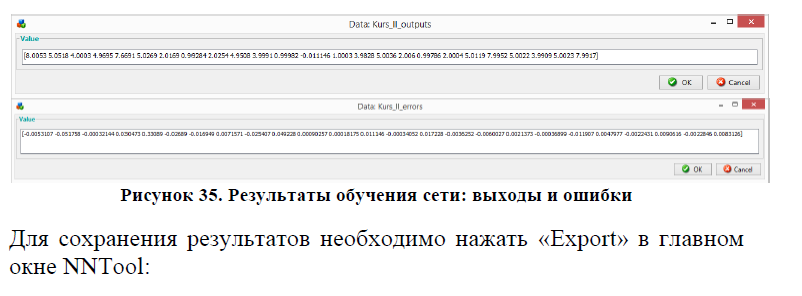 Data: Kurs_II_outputs
Value
[8.0053 5.0518 4.0003 4.9695 7.6691 5.0269 2.0169 0.99284 2.0254 4.9508 3.9991 0.99982 -0.011146 1.0003 3.9828 5.0036 2.006 0.99786 2.0004 5.0119 7.9952 5.0022 3.9909 5.0023 7.9917]
OK
Cancel
Data: Kurs_II_errors
Value
[-0.0053107 -0.051758 -0.00032144 0.030473 0.33089 -0.02689 -0.016949 0.0071571 -0.025407 0.049228 0.00090257 0.00018175 0.011146 -0.00034052 0.017228 -0.0036252 -0.0060027 0.0021373 -0.00036899 -0.011907 0.0047977 -0.0022431 0.0090616 -0.0022846 0.0083126]
OK
Cancel
Рисунок 35. Результаты обучения сети: выходы и ошибки
Для сохранения результатов необходимо нажать «Export» в главном
окне NNTool: